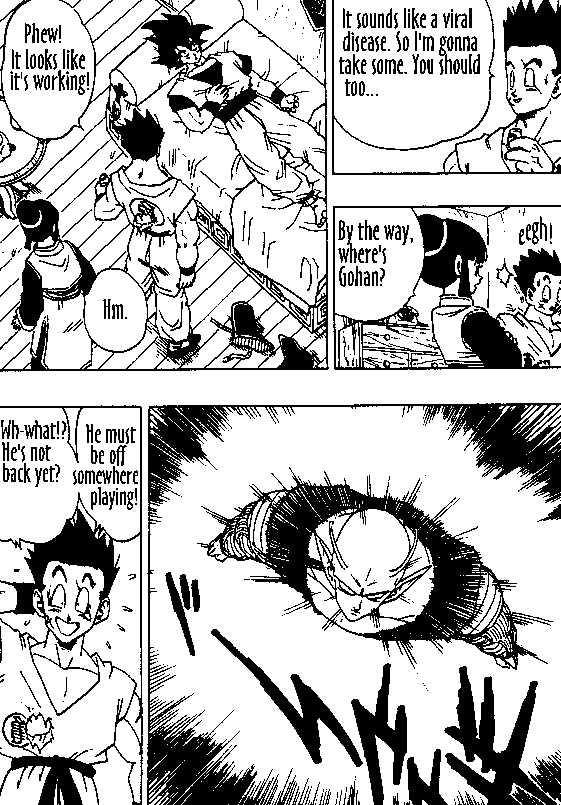 Phew!
It looks like
it's working!
Hm.
It sounds like a viral
disease. So I'm gonna
take some. You should
too...
By the way,
where's
Gohan?
eegh!
Wh-what!?
He's not
back yet?
He must
be off
somewhere
playing!